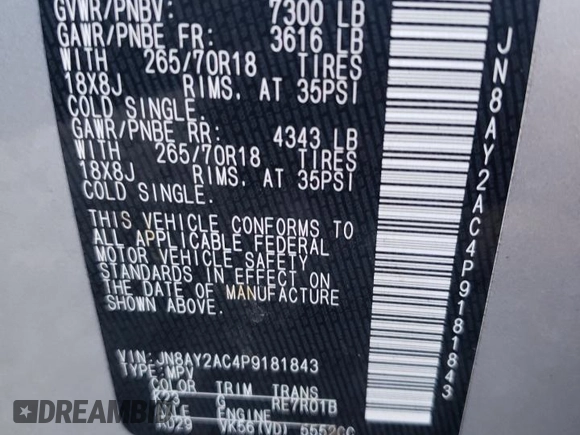 GVWR/PNBV: 7300 LB
GAWR/PNBE FR: 3616 LB
WITH 265/70R18 TIRES
18X8J RIMS, AT 35PSI
COLD SINGLE.
GAWR/PNBE RR: 4343 LB
WITH 265/70R18 TIRES
18X8J RIMS, AT 35PSI
COLD SINGLE.
THIS VEHICLE CONFORMS TO
ALL APPLICABLE FEDERAL
MOTOR VEHICLE SAFETY
STANDARDS IN EFFECT ON
THE DATE OF MANUFACTURE
SHOWN ABOVE.
VIN: JN8AY2AC4P9181843
TYPE:MPV
COLOR TRIM TRANS
K23 G RE7R01B
ENGINE
VK56(VD) 5552CC
JN8AY2AC4P9181843